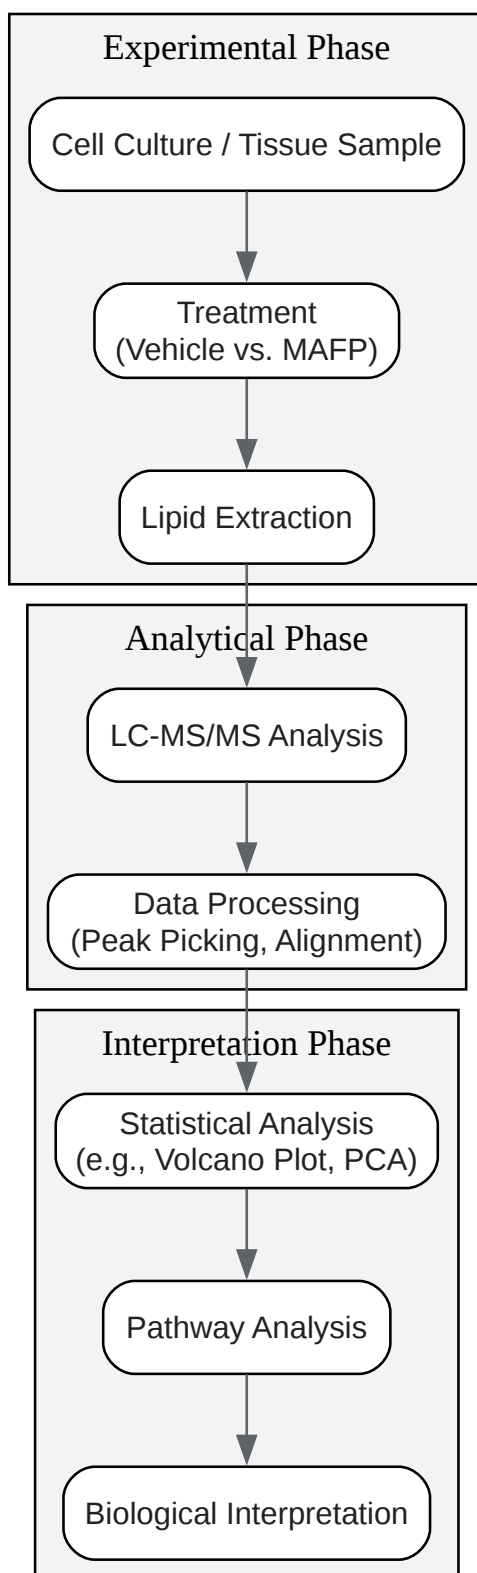 Experimental Phase
Cell Culture / Tissue Sample
Treatment
(Vehicle vs. MAFP)
Lipid Extraction
Analytical Phase
LC-MS/MS Analysis
Data Processing
(Peak Picking, Alignment)
Interpretation Phase
Statistical Analysis
(e.g., Volcano Plot, PCA)
Pathway Analysis
Biological Interpretation